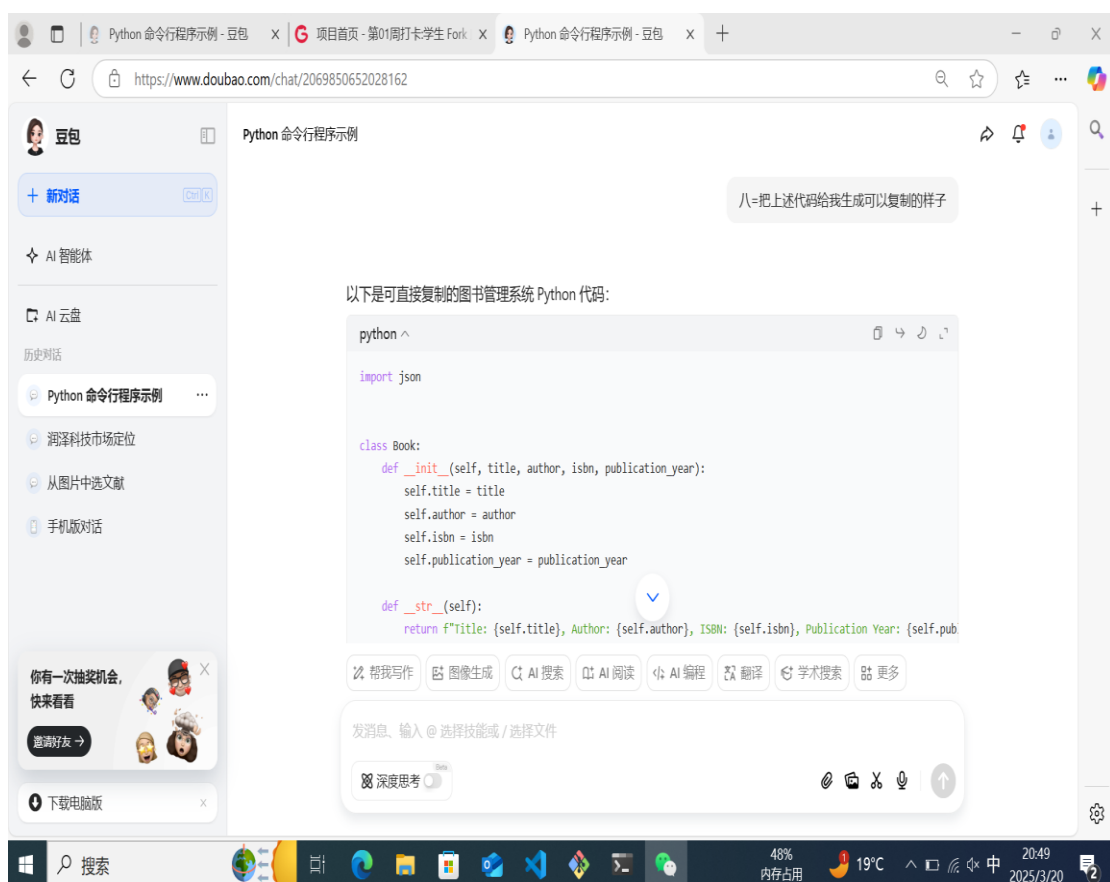 Python 命令行程序示例 - 豆包
项目首页 - 第01周打卡:学生 Fork
Python 命令行程序示例 - 豆包
https://www.doubao.com/chat/2069850652028162
豆包
Python 命令行程序示例
新对话
Ctrl K
八=把上述代码给我生成可以复制的样子
AI 智能体
AI 云盘
历史对话
Python 命令行程序示例
润泽科技市场定位
从图片中选文献
手机版对话
以下是可直接复制的图书管理系统 Python 代码：
python
import json
class Book:
def __init__(self, title, author, isbn, publication_year):
self.title = title
self.author = author
self.isbn = isbn
self.publication_year = publication_year
def __str__(self):
return f"Title: {self.title}, Author: {self.author}, ISBN: {self.isbn}, Publication Year: {self.pub
你有一次抽奖机会，
快来看看
邀请好友 →
下载电脑版
帮我写作
图像生成
AI 搜索
AI 阅读
AI 编程
翻译
学术搜索
更多
发消息、输入 @ 选择技能或 / 选择文件
深度思考
Beta
搜索
48%
内存占用
19°C
中
20:49
2025/3/20
2